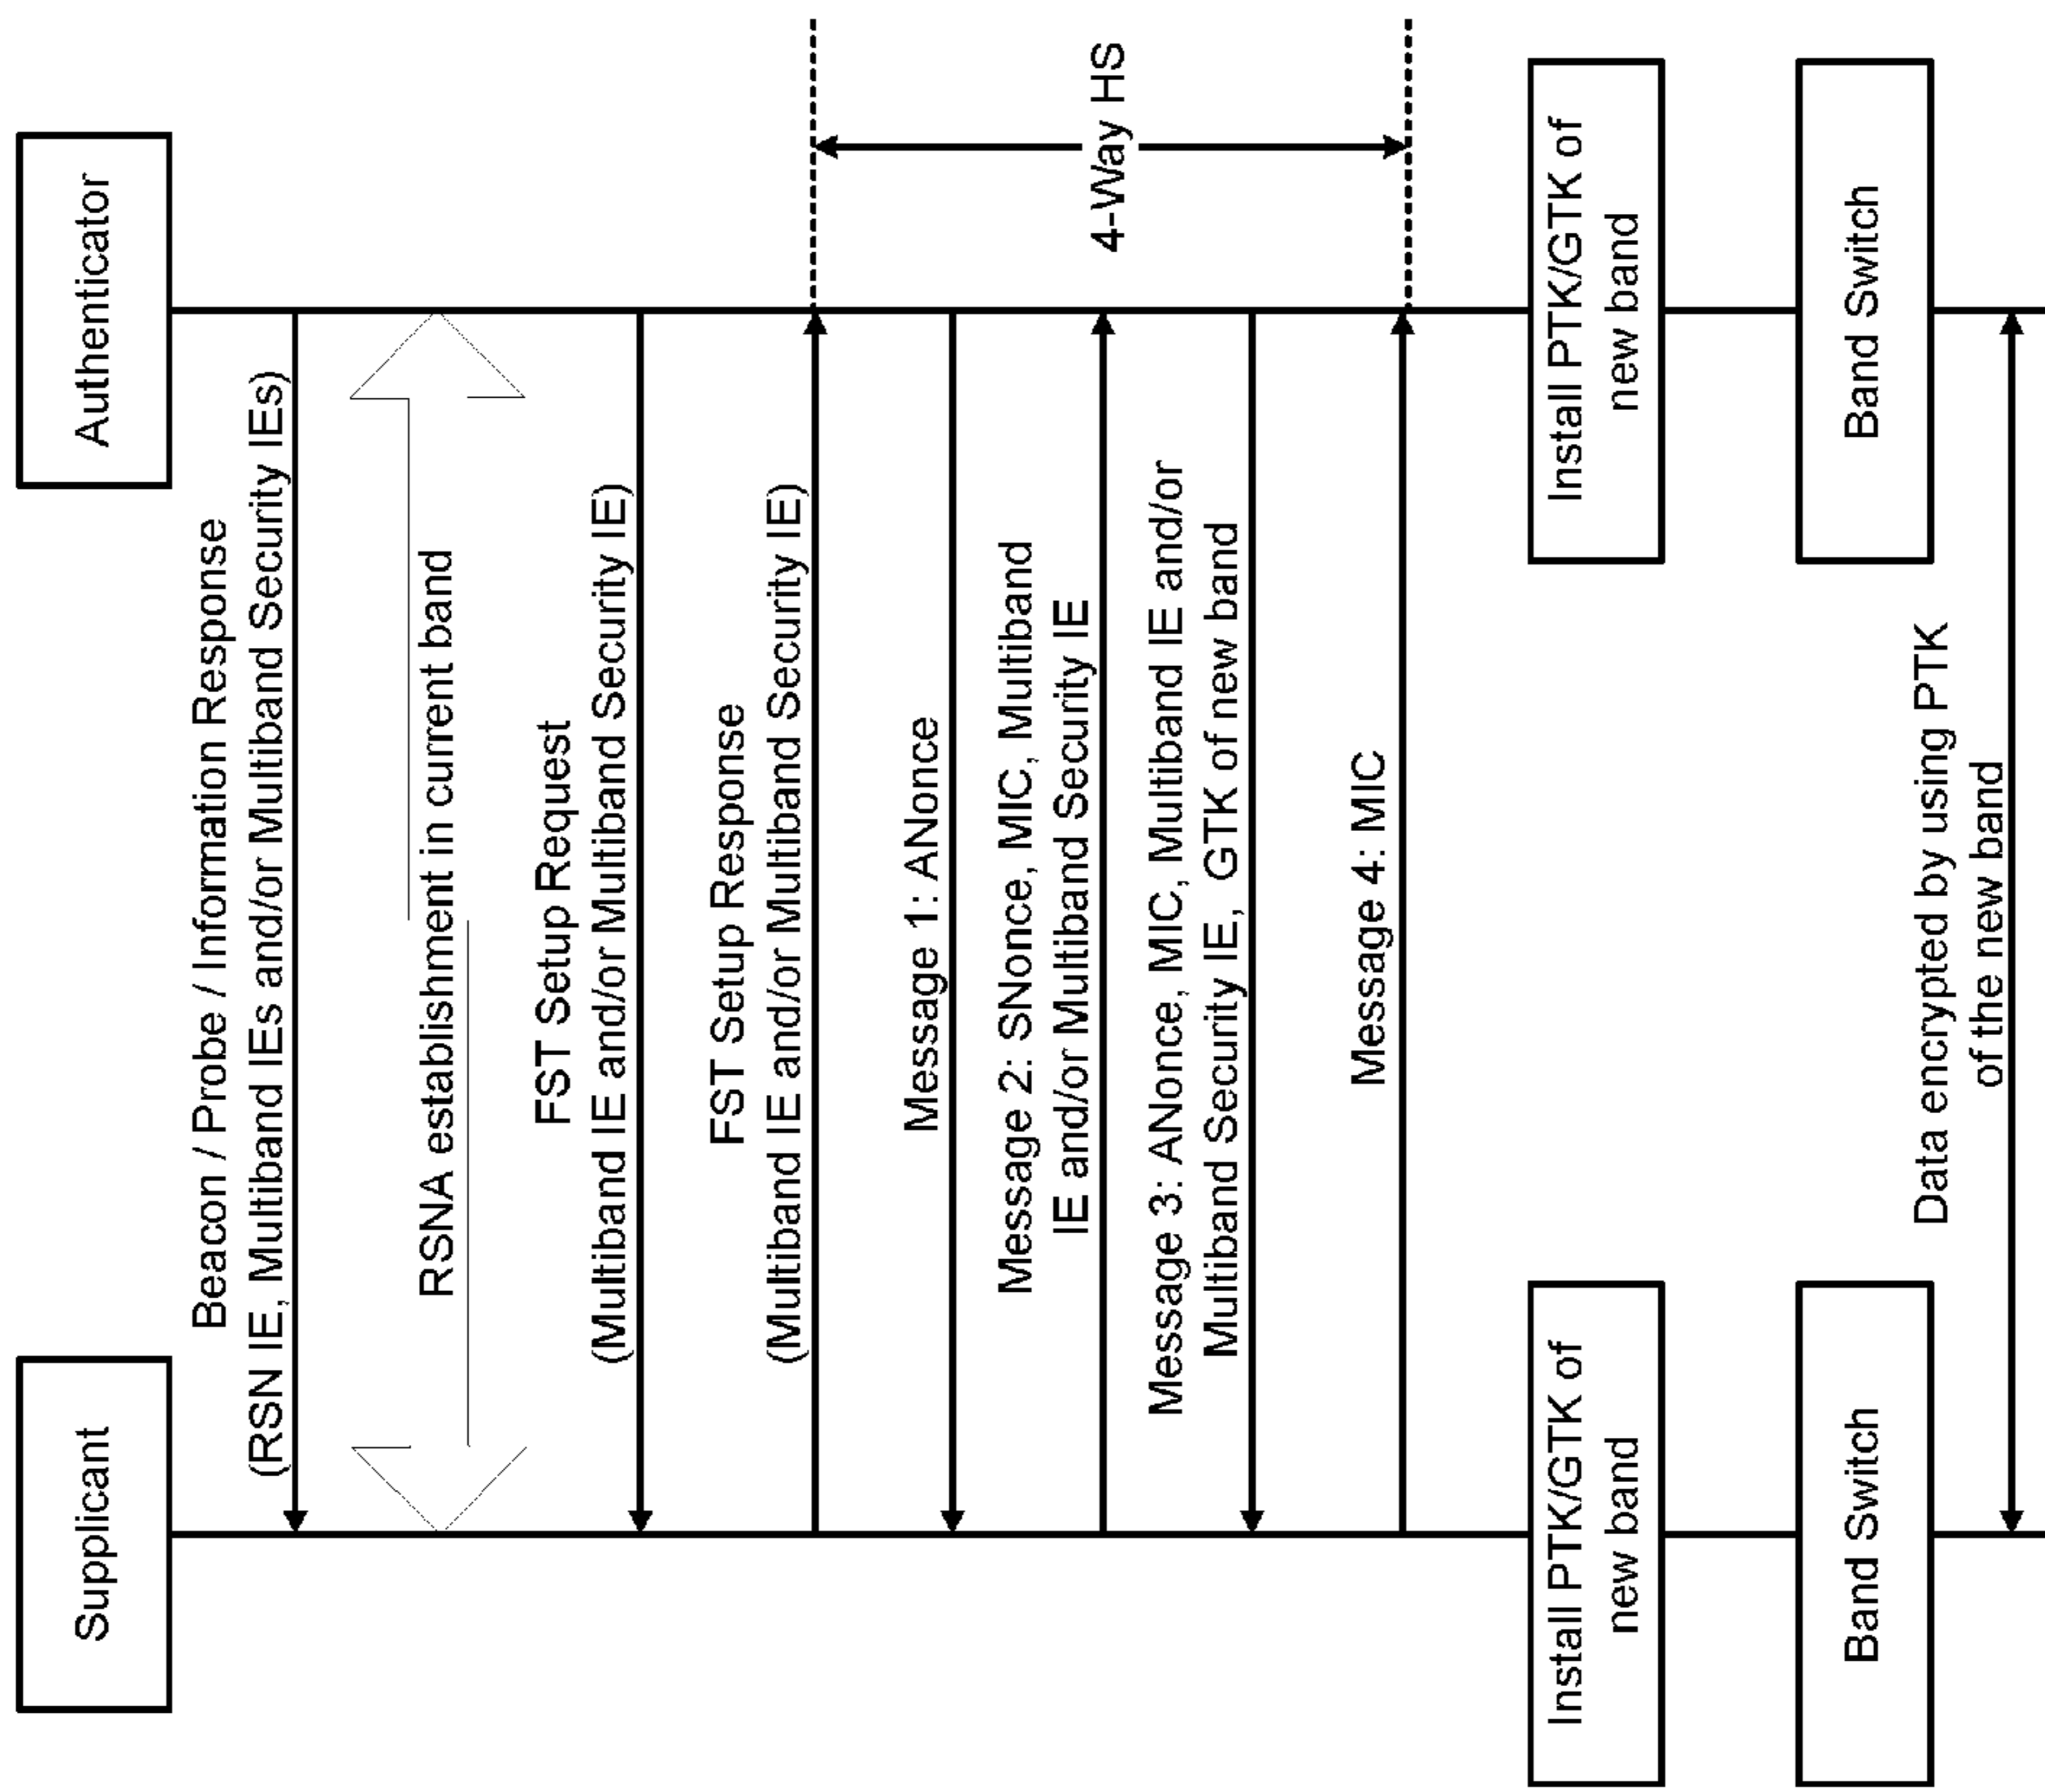 Supplicant
Authenticator
Beacon / Probe / Information Response
(RSN IE, Multiband IEs and/or Multiband Security IEs)
RSNA establishment in current band
FST Setup Request
(Multiband IE and/or Multiband Security IE)
FST Setup Response
(Multiband IE and/or Multiband Security IE)
Message 1: ANonce
Message 2: SNonce, MIC, Multiband
IE and/or Multiband Security IE
Message 3: ANonce, MIC, Multiband IE and/or
Multiband Security IE, GTK of new band
Message 4: MIC
4-Way HS
Install PTK/GTK of
new band
Install PTK/GTK of
new band
Band Switch
Band Switch
Data encrypted by using PTK
of the new band